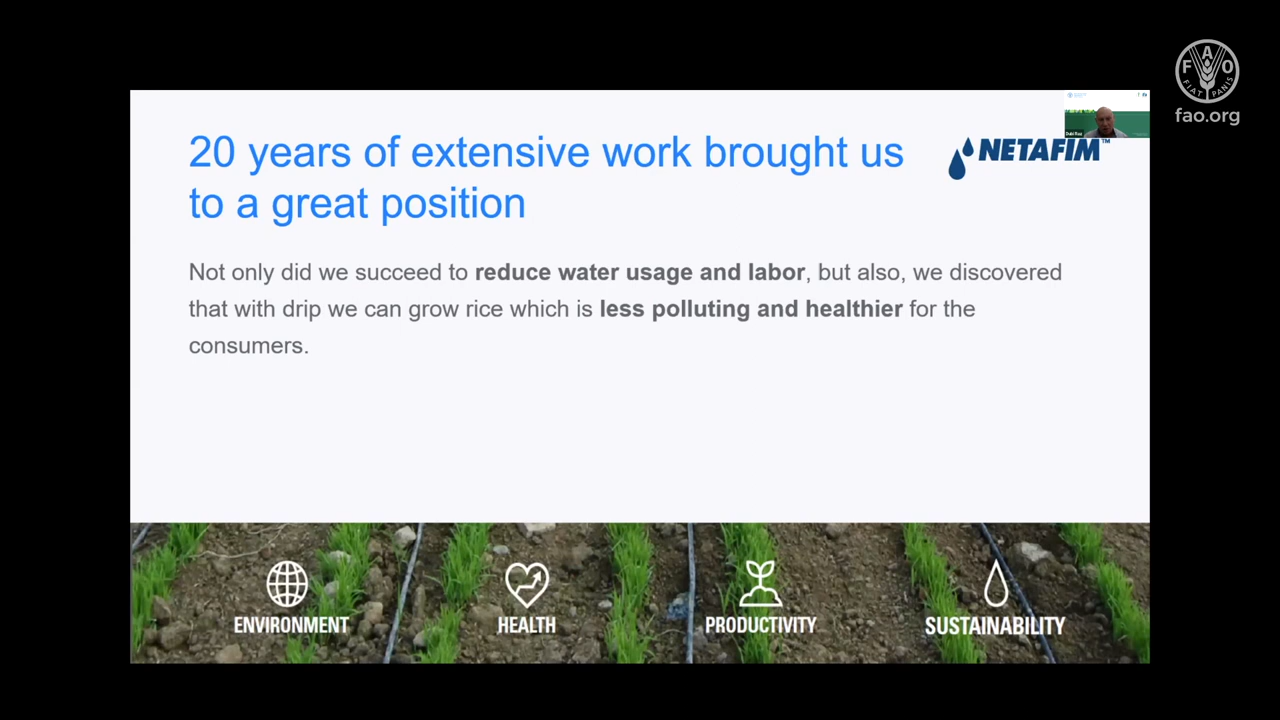 FAO
FIAT PANIS
fao.org
20 years of extensive work brought us
to a great position
NETAFIM™
Not only did we succeed to reduce water usage and labor, but also, we discovered
that with drip we can grow rice which is less polluting and healthier for the
consumers.
ENVIRONMENT
HEALTH
PRODUCTIVITY
SUSTAINABILITY